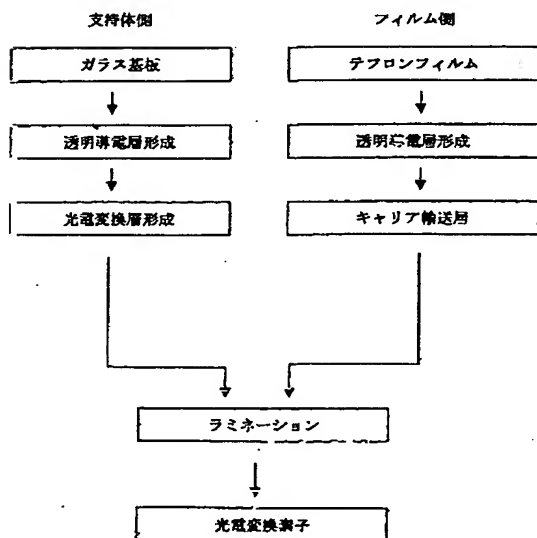 支持体側
フィルム側
ガラス基板
テフロンフィルム
透明導電層形成
透明導電層形成
光電変換層形成
キャリア輸送層
ラミネーション
光電変換素子